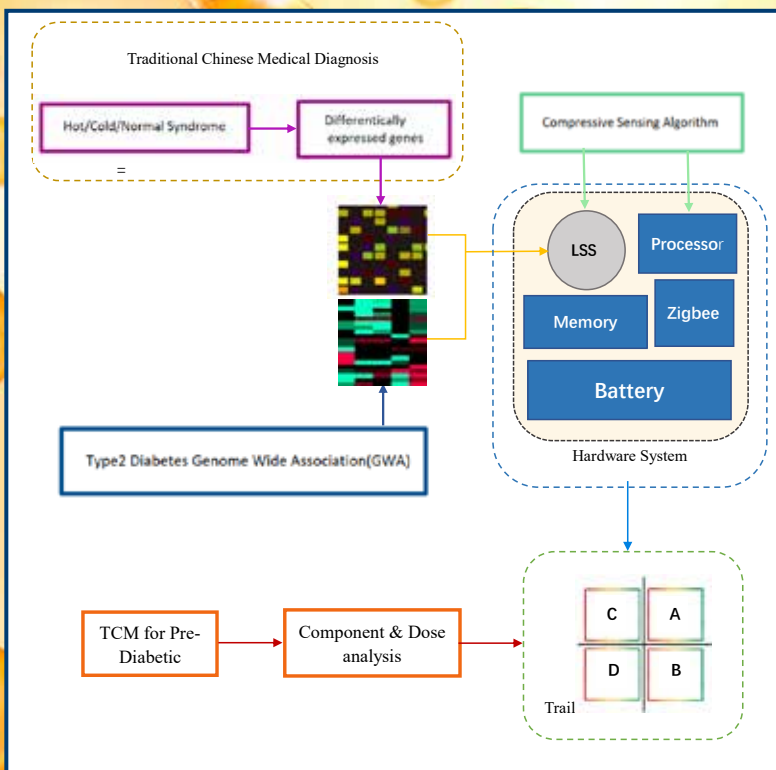 Traditional Chinese Medical Diagnosis
Hot/Cold/Normal Syndrome
Differentially
expressed genes
=
Compressive Sensing Algorithm
LSS
Processor
Memory
Zigbee
Battery
Hardware System
Type2 Diabetes Genome Wide Association(GWA)
TCM for Pre-
Diabetic
Component & Dose
analysis
C A
D B
Trail